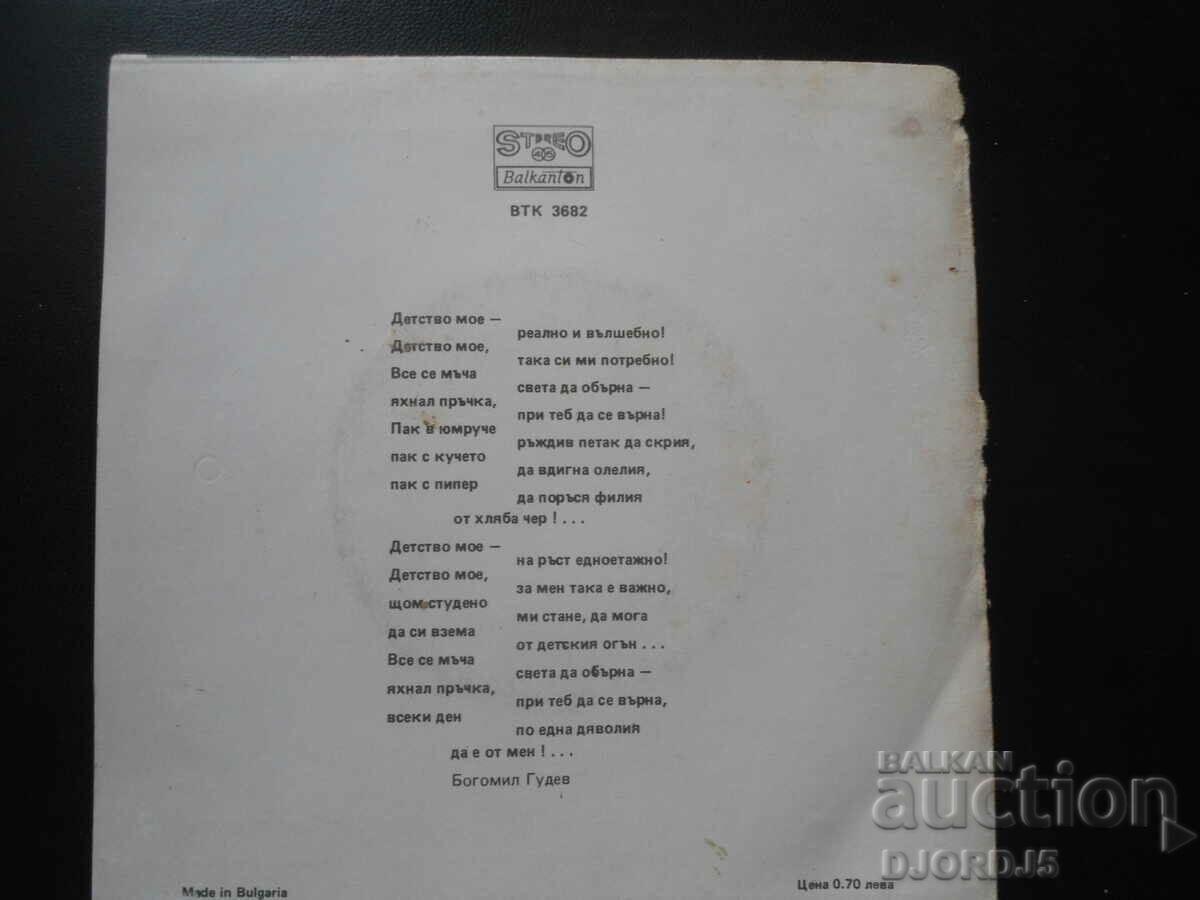 STEREO
45
Balkanton
ВТК 3682
Детство мое —
реално и вълшебно!
Детство мое,
така си ми потребно!
Все се мъча
света да обърна —
яхнал пръчка,
при теб да се върна!
Пак в юмруче
ръждив петак да скрия,
пак с кучето
да вдигна олелия,
пак с пипер
да поръся филия
от хляба чер ! . . .
Детство мое —
на ръст едноетажно!
Детство мое,
за мен така е важно,
щом студено
ми стане, да мога
да си взема
от детския огън . . .
Все се мъча
света да обърна —
яхнал пръчка,
при теб да се върна,
всеки ден
по една дяволия
да е от мен ! . . .
Богомил Гудев
Made in Bulgaria
Цена 0.70 лева
BALKAN
auction
DJORDJ5